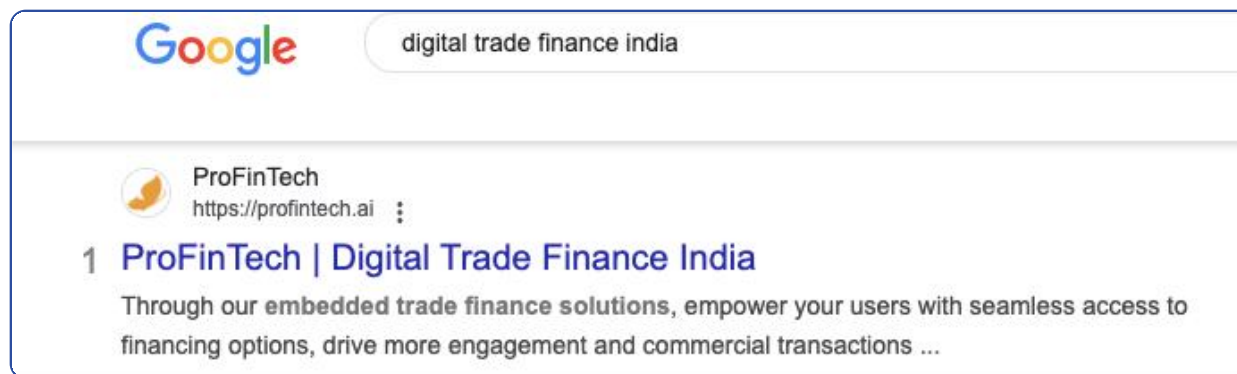 Google
digital trade finance india
ProFinTech
https://profintech.ai
1 ProFinTech | Digital Trade Finance India
Through our embedded trade finance solutions, empower your users with seamless access to
financing options, drive more engagement and commercial transactions ...